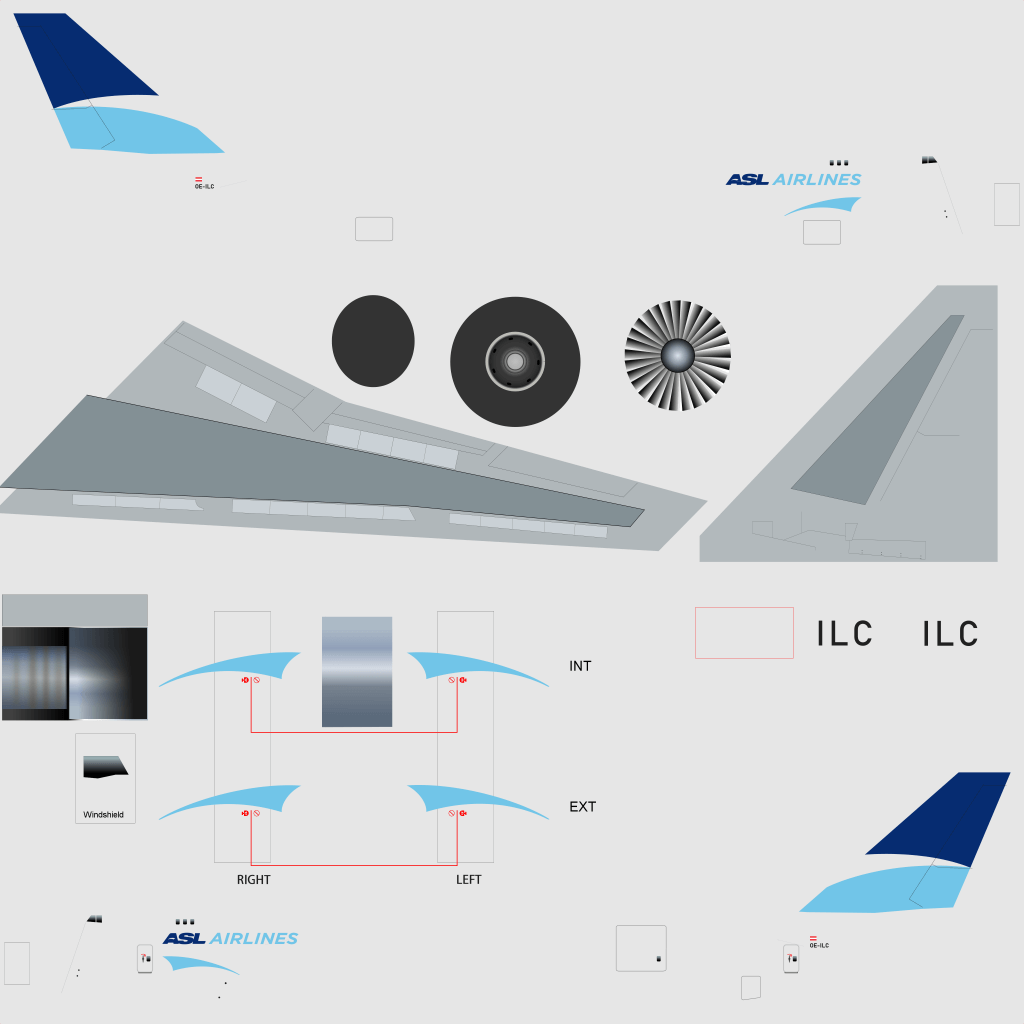 OE-ILC
ASL AIRLINES
ILC
ILC
INT
Windshield
EXT
RIGHT
LEFT
ASL AIRLINES
OE-ILC